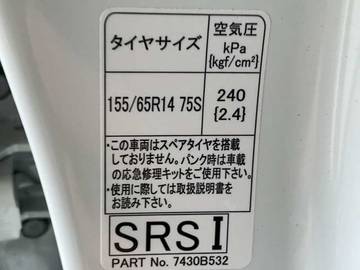 タイヤサイズ 空気圧
kPa
{kgf/cm²}
155/65R14 75S 240
{2.4}
・この車両はスペアタイヤを搭載
しておりません。パンク時は車載
の応急修理キットをご使用下さい。
・使用に際しては取扱説明書を
お読み下さい。
SRS I
PART No. 7430B532